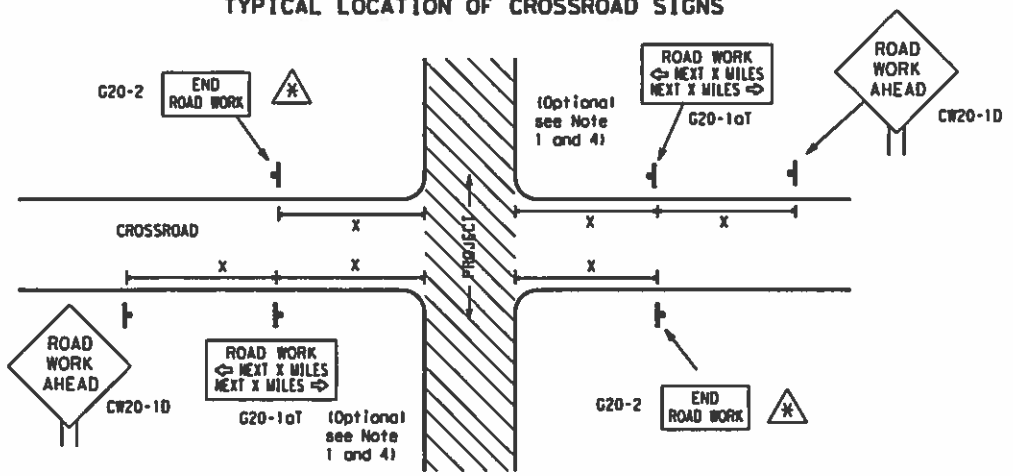 TYPICAL LOCATION OF CROSSROAD SIGNS
G20-2
END
ROAD WORK
*
(Optional
see Note
1 and 4)
ROAD WORK
⇦ NEXT X MILES
NEXT X MILES ⇨
G20-1aT
ROAD
WORK
AHEAD
CW20-1D
CROSSROAD
X
X
X
X
X
X
PROJECT
ROAD
WORK
AHEAD
CW20-1D
ROAD WORK
⇦ NEXT X MILES
NEXT X MILES ⇨
G20-1aT
(Optional
see Note
1 and 4)
G20-2
END
ROAD WORK
*